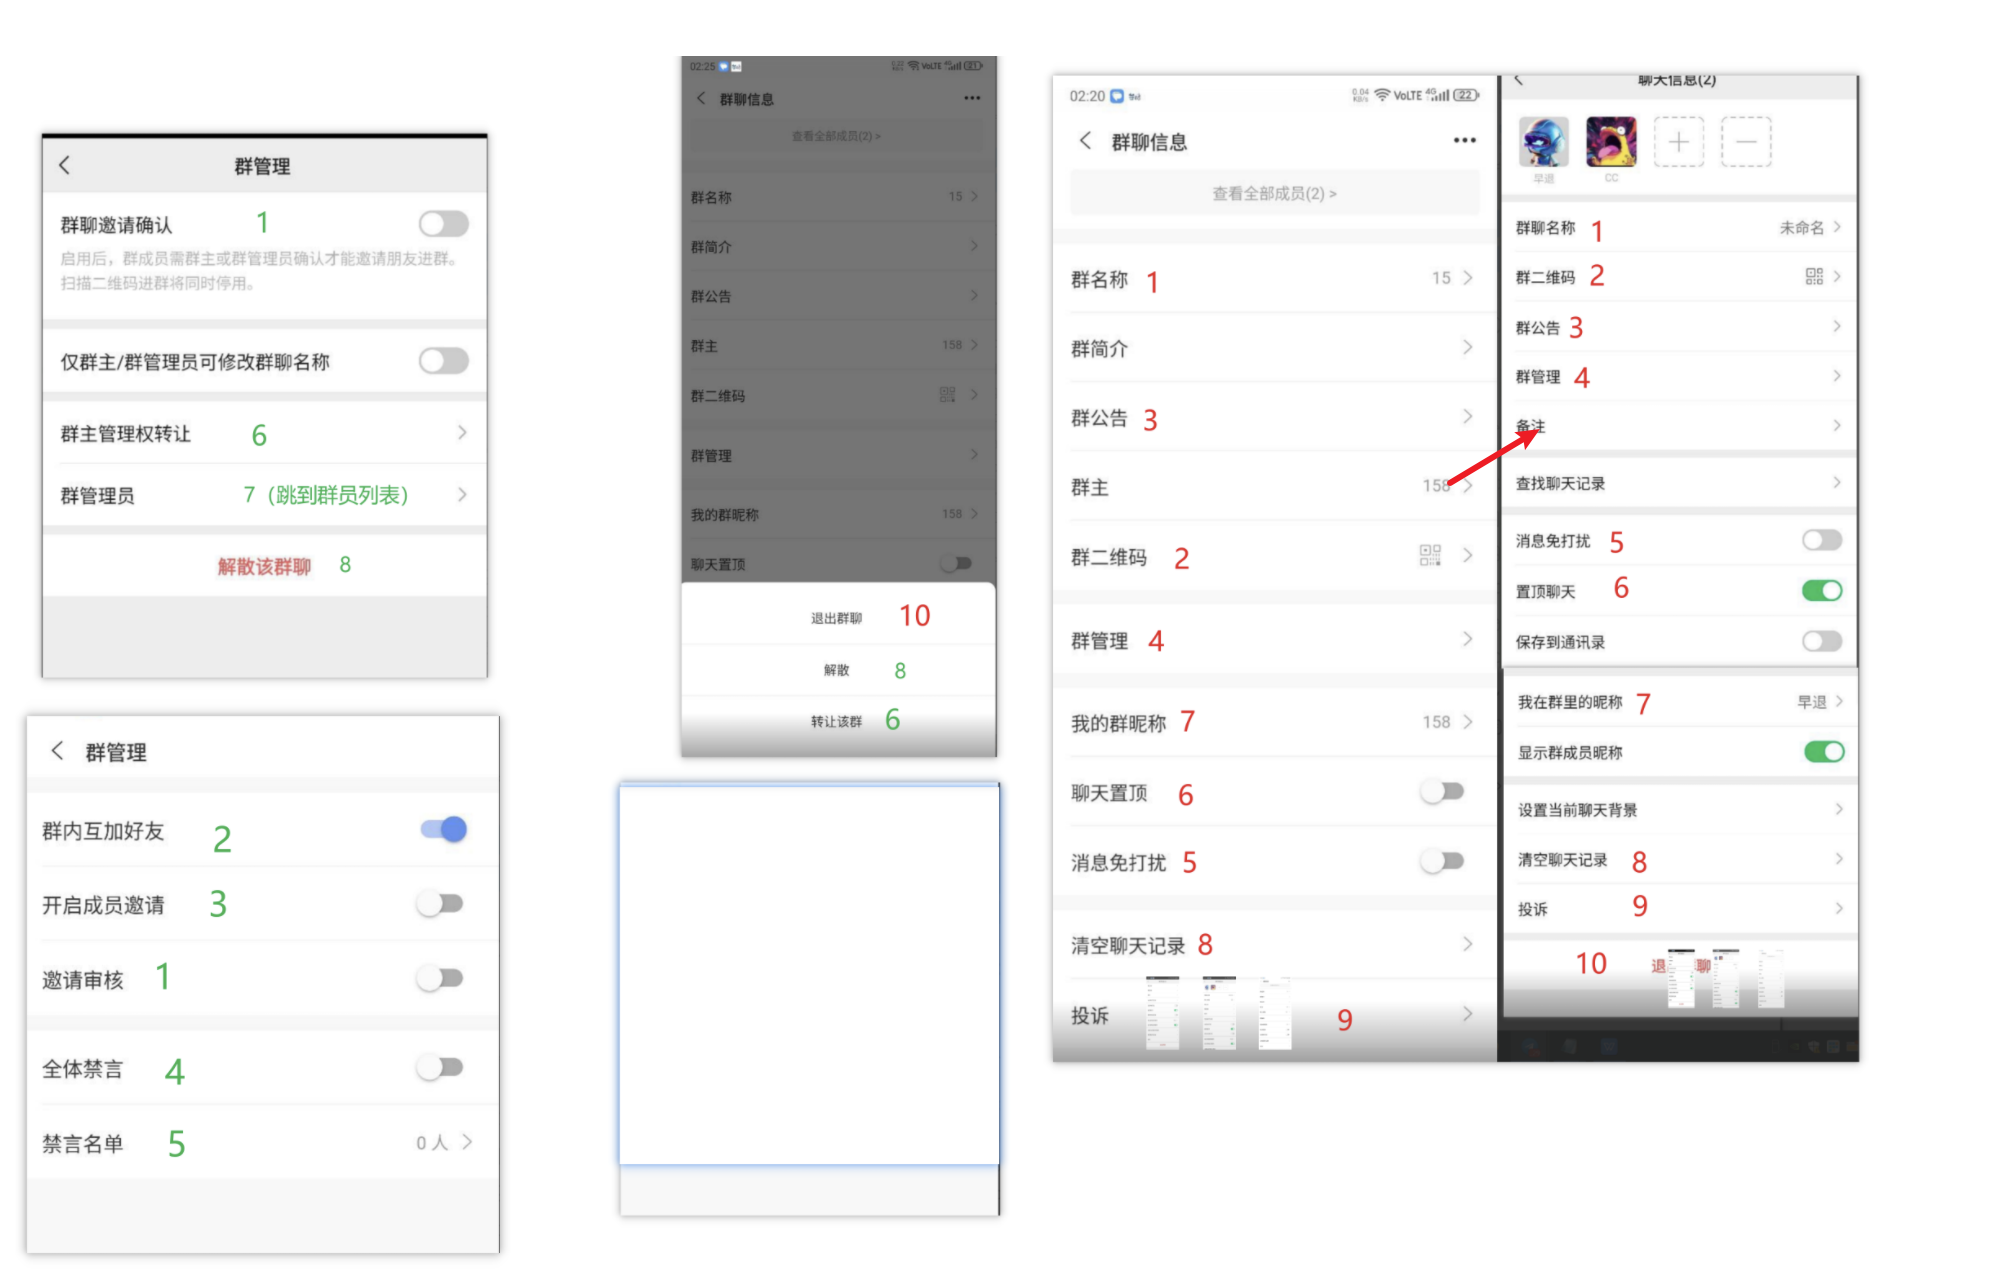 群管理
群聊邀请确认 1
启用后，群成员需群主或群管理员确认才能邀请朋友进群。
扫描二维码进群将同时停用。
仅群主/群管理员可修改群聊名称
群主管理权转让 6
群管理员 7（跳到群员列表）
解散该群聊 8
群管理
群内互加好友 2
开启成员邀请 3
邀请审核 1
全体禁言 4
禁言名单 5 0 人
02:25 VoLTE 21
群聊信息
查看全部成员(2) >
群名称 15
群简介
群公告
群主 158
群二维码
群管理
我的群昵称 158
聊天置顶
退出群聊 10
解散 8
转让该群 6
02:20 0.04 KB/s VoLTE 4G 22
群聊信息
查看全部成员(2) >
群名称 1 15
群简介
群公告 3
群主 158
群二维码 2
群管理 4
我的群昵称 7 158
聊天置顶 6
消息免打扰 5
清空聊天记录 8
投诉 9
聊天信息(2)
早退 CC
群聊名称 1 未命名
群二维码 2
群公告 3
群管理 4
备注
查找聊天记录
消息免打扰 5
置顶聊天 6
保存到通讯录
我在群里的昵称 7 早退
显示群成员昵称
设置当前聊天背景
清空聊天记录 8
投诉 9
10 退 聊